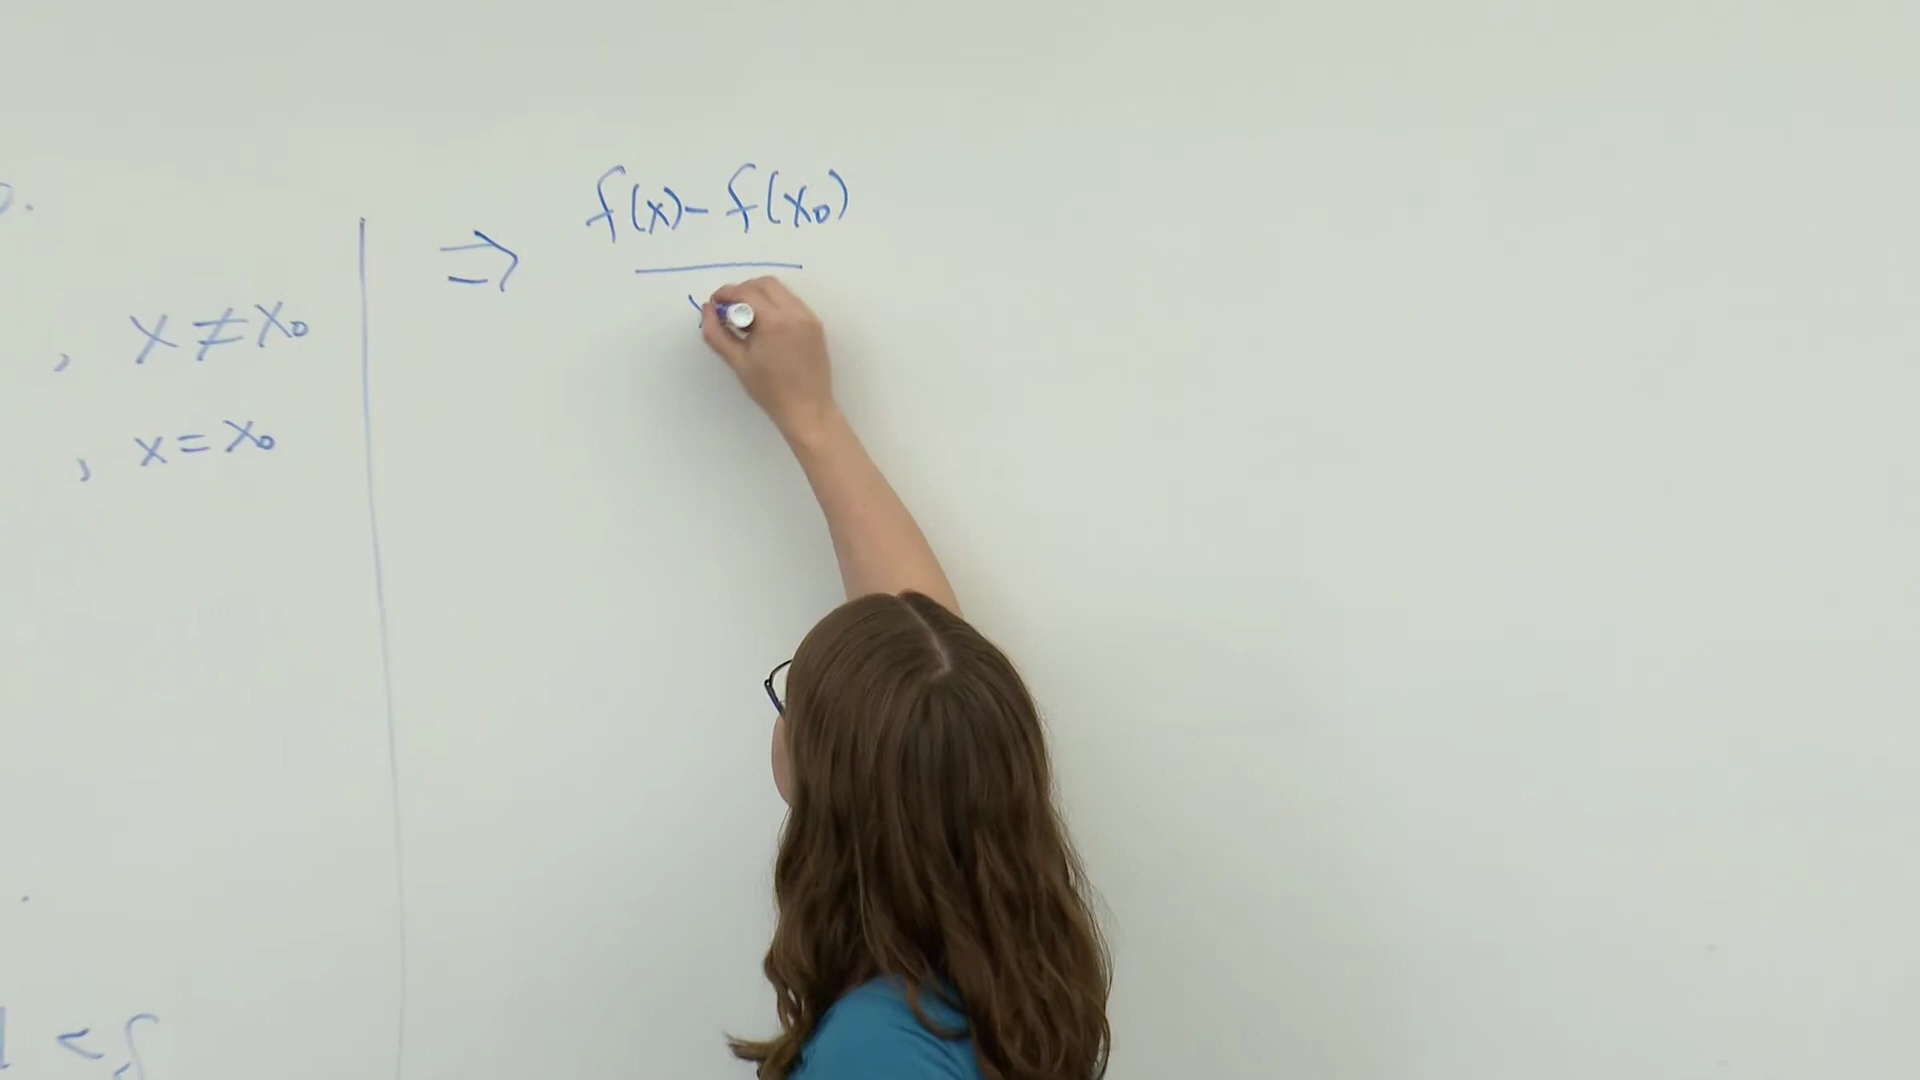 , x ≠ x₀
, x = x₀
< δ
⇒ f(x) - f(x₀)
x